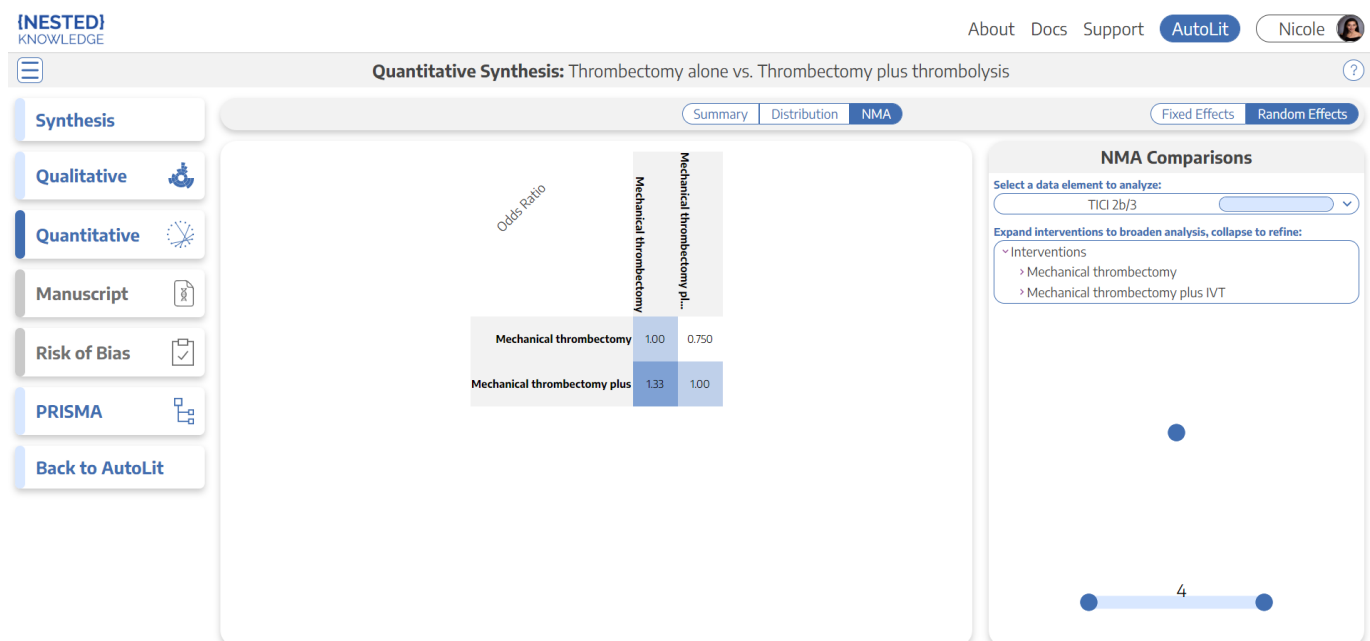 {NESTED}
KNOWLEDGE
About Docs Support AutoLit Nicole
Quantitative Synthesis: Thrombectomy alone vs. Thrombectomy plus thrombolysis ?
Synthesis
Qualitative
Quantitative
Manuscript
Risk of Bias
PRISMA
Back to AutoLit
Summary Distribution NMA
Fixed Effects Random Effects
Odds Ratio
Mechanical thrombectomy
Mechanical thrombectomy pl...
Mechanical thrombectomy 1.00 0.750
Mechanical thrombectomy plus 1.33 1.00
NMA Comparisons
Select a data element to analyze:
TICI 2b/3
Expand interventions to broaden analysis, collapse to refine:
Interventions
Mechanical thrombectomy
Mechanical thrombectomy plus IVT
4